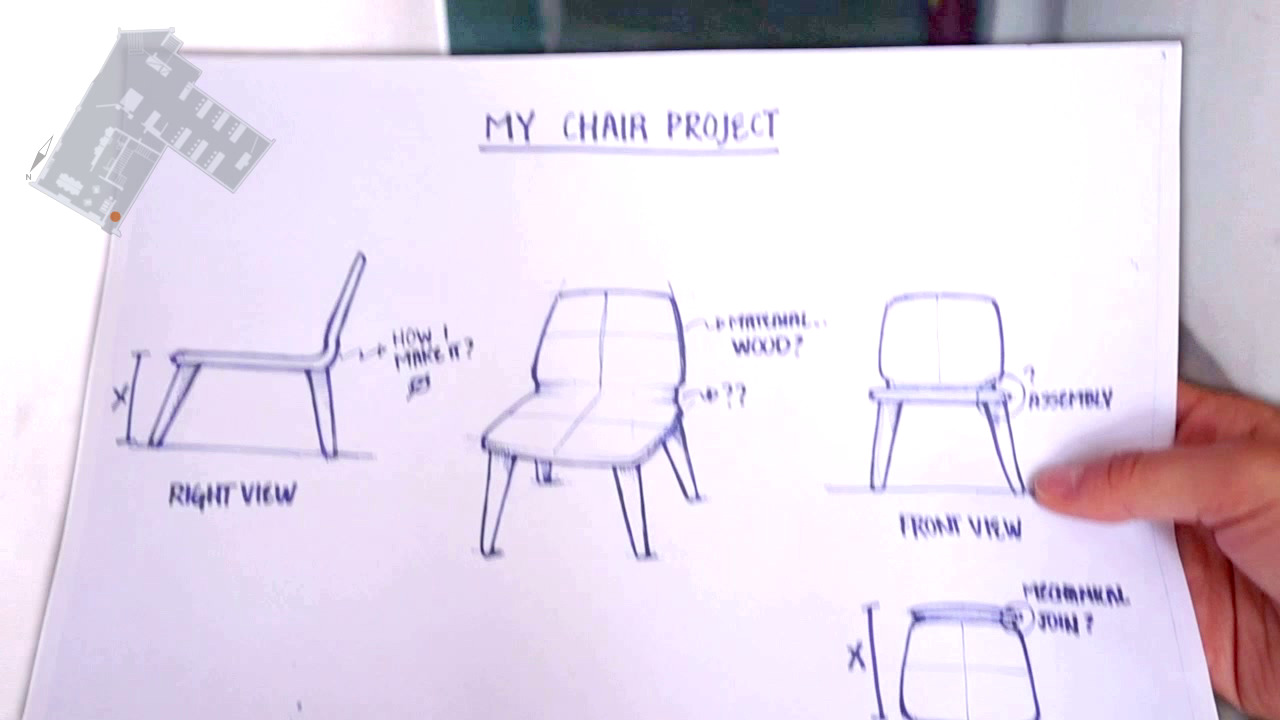 N
MY CHAIR PROJECT
HOW I
MAKE IT?
X
RIGHT VIEW
MATERIAL..
WOOD?
??
?
ASSEMBLY
FRONT VIEW
MECHANICAL
JOIN?
X